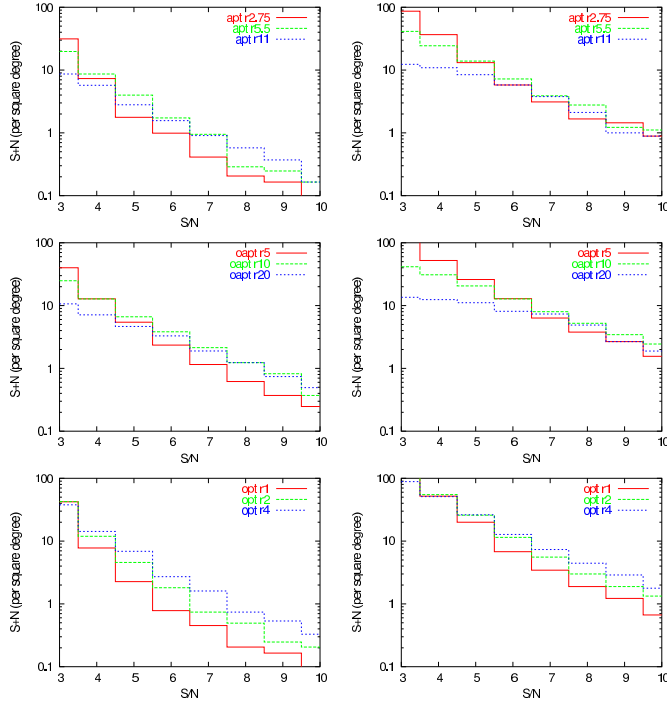 100
10
1
0.1
3 4 5 6 7 8 9 10
S+N (per square degree)
S/N
apt r2.75
apt r5.5
apt r11
100
10
1
0.1
3 4 5 6 7 8 9 10
S+N (per square degree)
S/N
apt r2.75
apt r5.5
apt r11
100
10
1
0.1
3 4 5 6 7 8 9 10
S+N (per square degree)
S/N
oapt r5
oapt r10
oapt r20
100
10
1
0.1
3 4 5 6 7 8 9 10
S+N (per square degree)
S/N
oapt r5
oapt r10
oapt r20
100
10
1
0.1
3 4 5 6 7 8 9 10
S+N (per square degree)
S/N
opt r1
opt r2
opt r4
100
10
1
0.1
3 4 5 6 7 8 9 10
S+N (per square degree)
S/N
opt r1
opt r2
opt r4